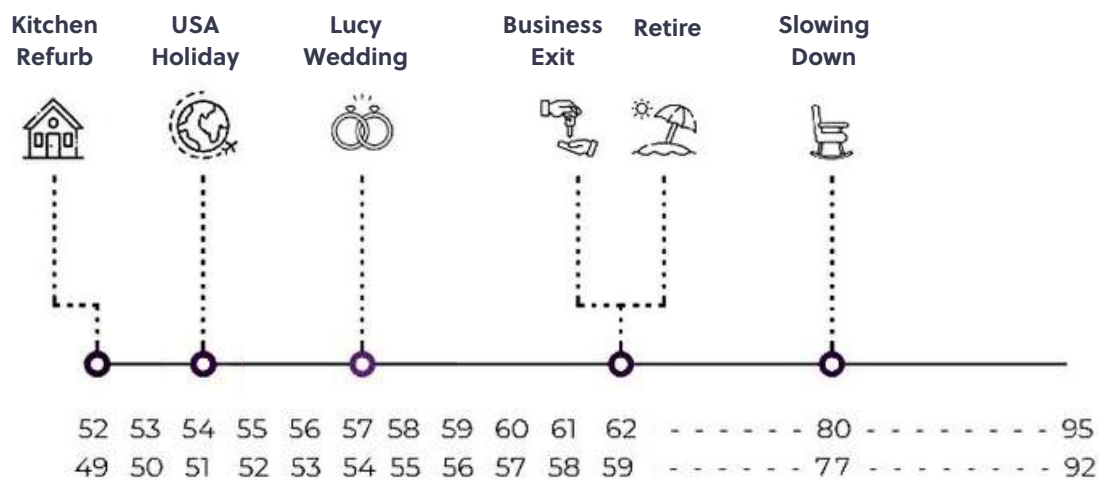 Kitchen
Refurb
USA
Holiday
Lucy
Wedding
Business
Exit
Retire
Slowing
Down
52 53 54 55 56 57 58 59 60 61 62 - - - - - - 80 - - - - - - - - 95
49 50 51 52 53 54 55 56 57 58 59 - - - - - - 77 - - - - - - - - 92